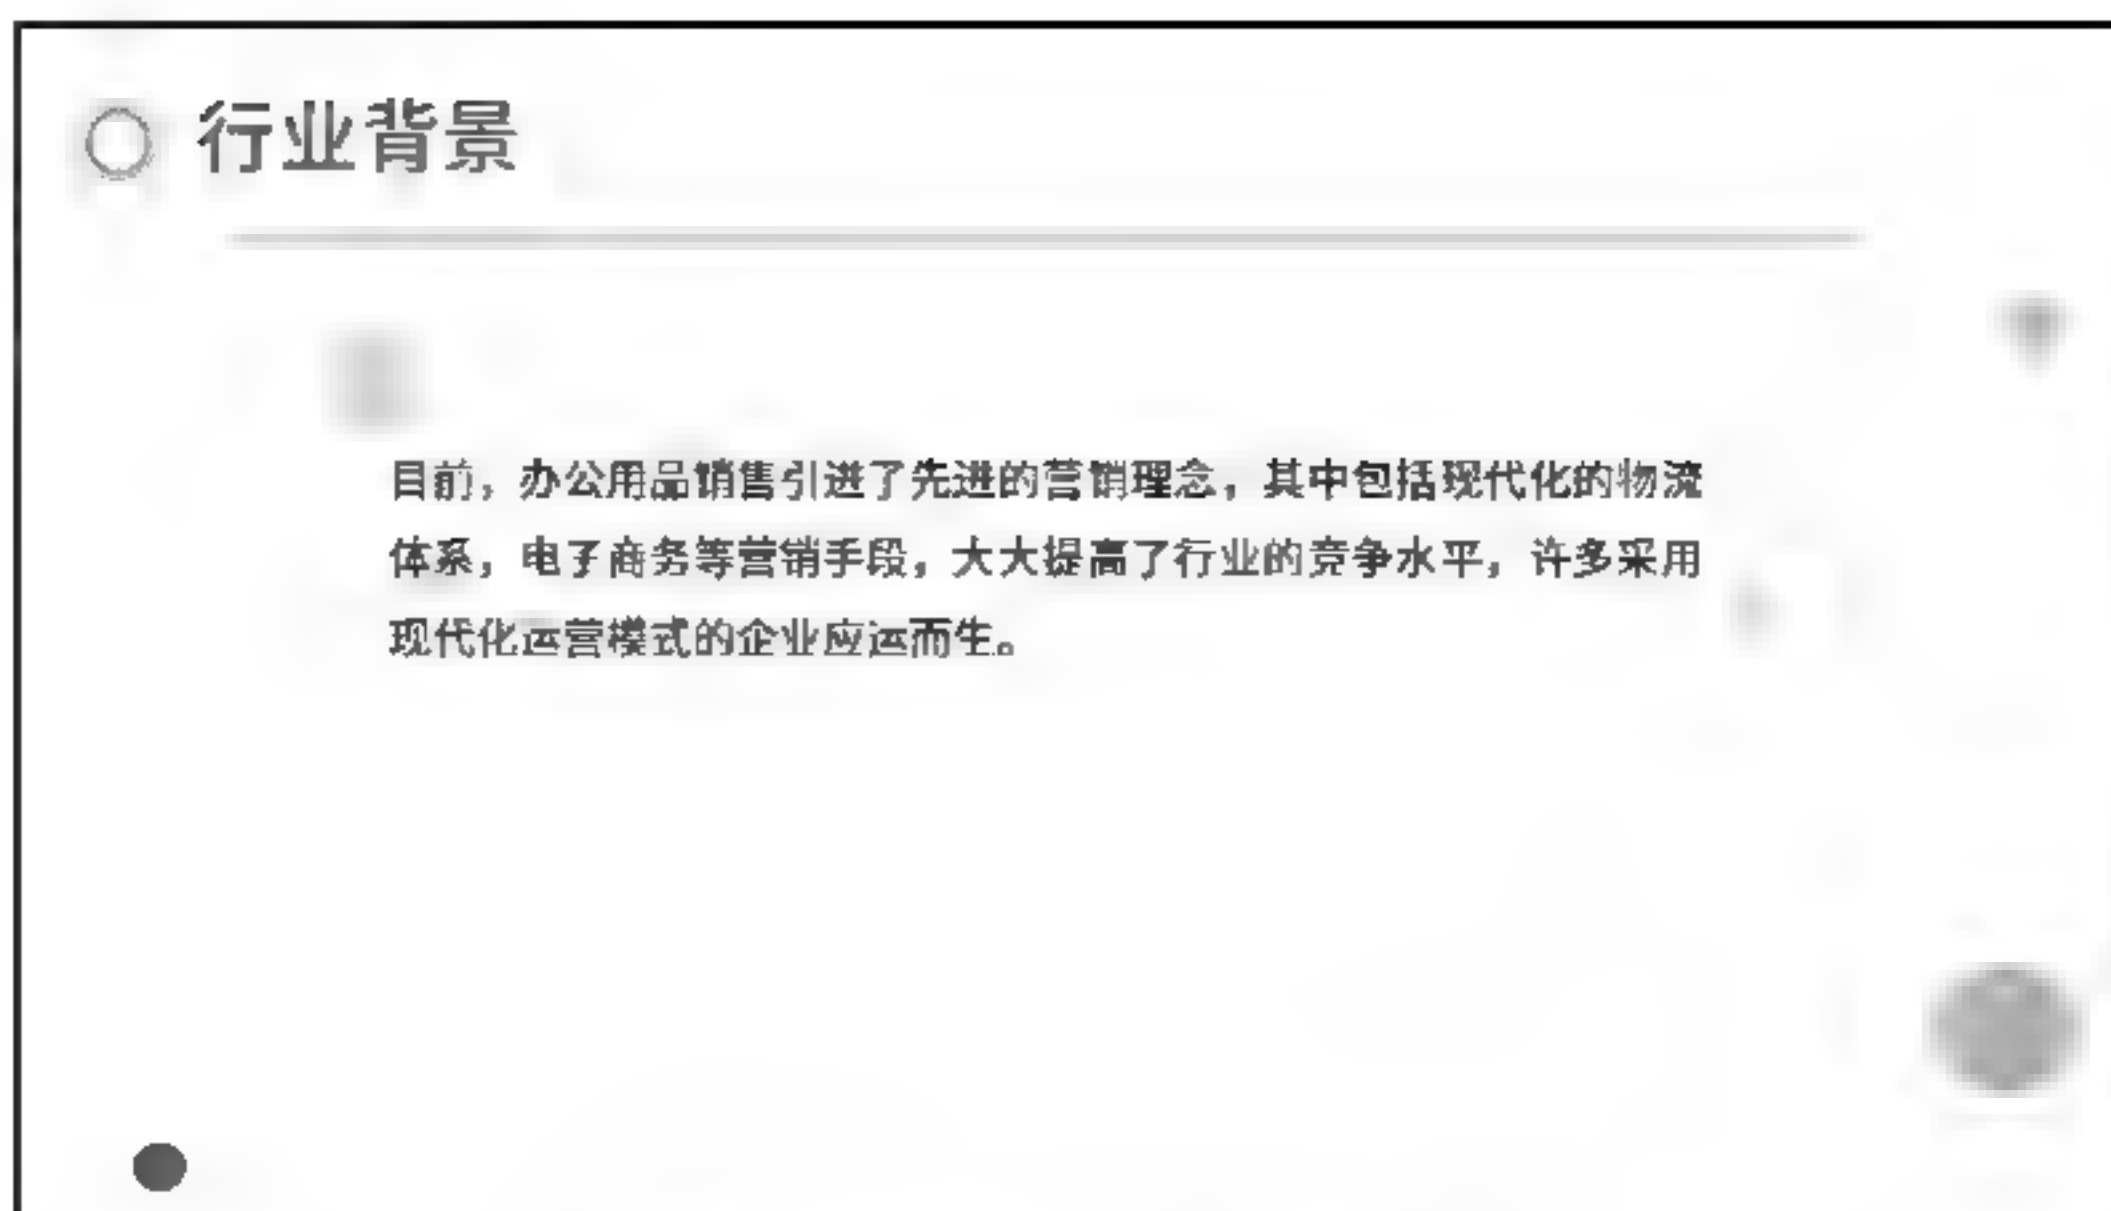 行业背景
目前，办公用品销售引进了先进的营销理念，其中包括现代化的物流
体系，电子商务等营销手段，大大提高了行业的竞争水平，许多采用
现代化运营模式的企业应运而生。